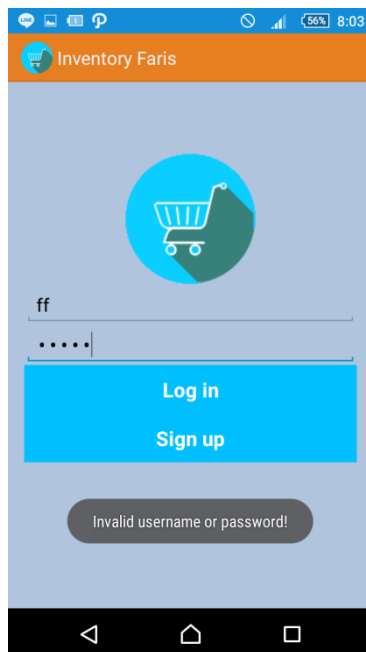 56% 8:03
Inventory Faris
ff
•••••
Log in
Sign up
Invalid username or password!